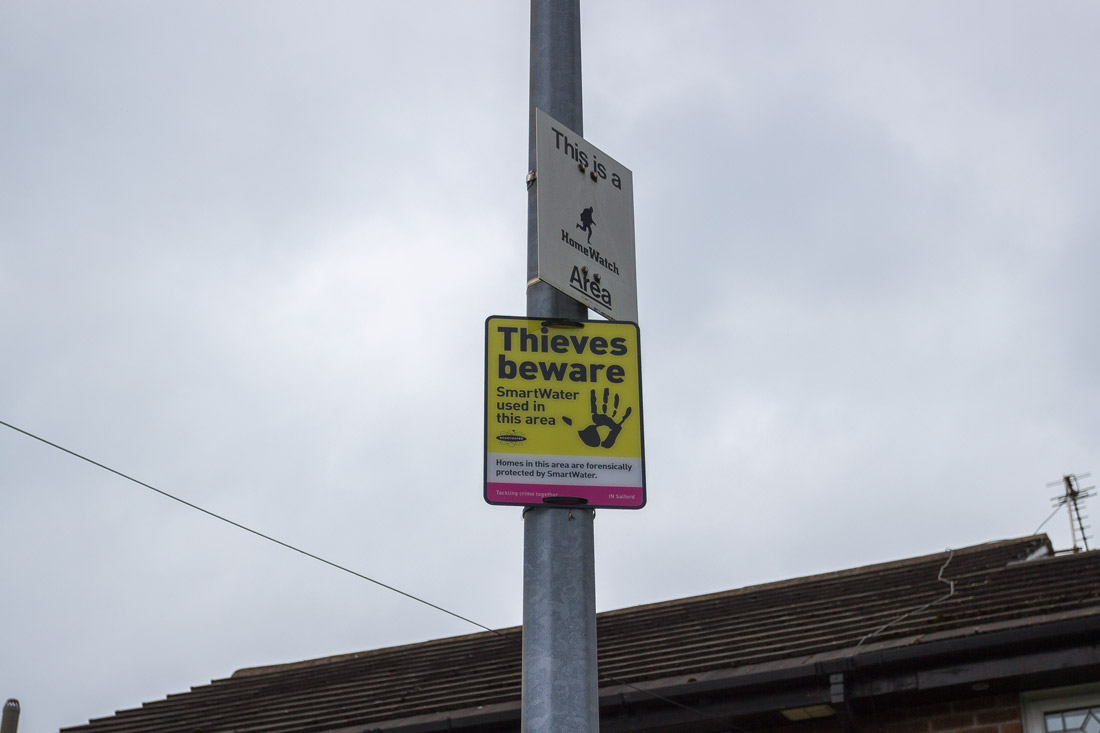 This is a
HomeWatch
Area
Thieves
beware
SmartWater
used in
this area
Homes in this area are forensically
protected by SmartWater.
Tackling crime together
IN Salford